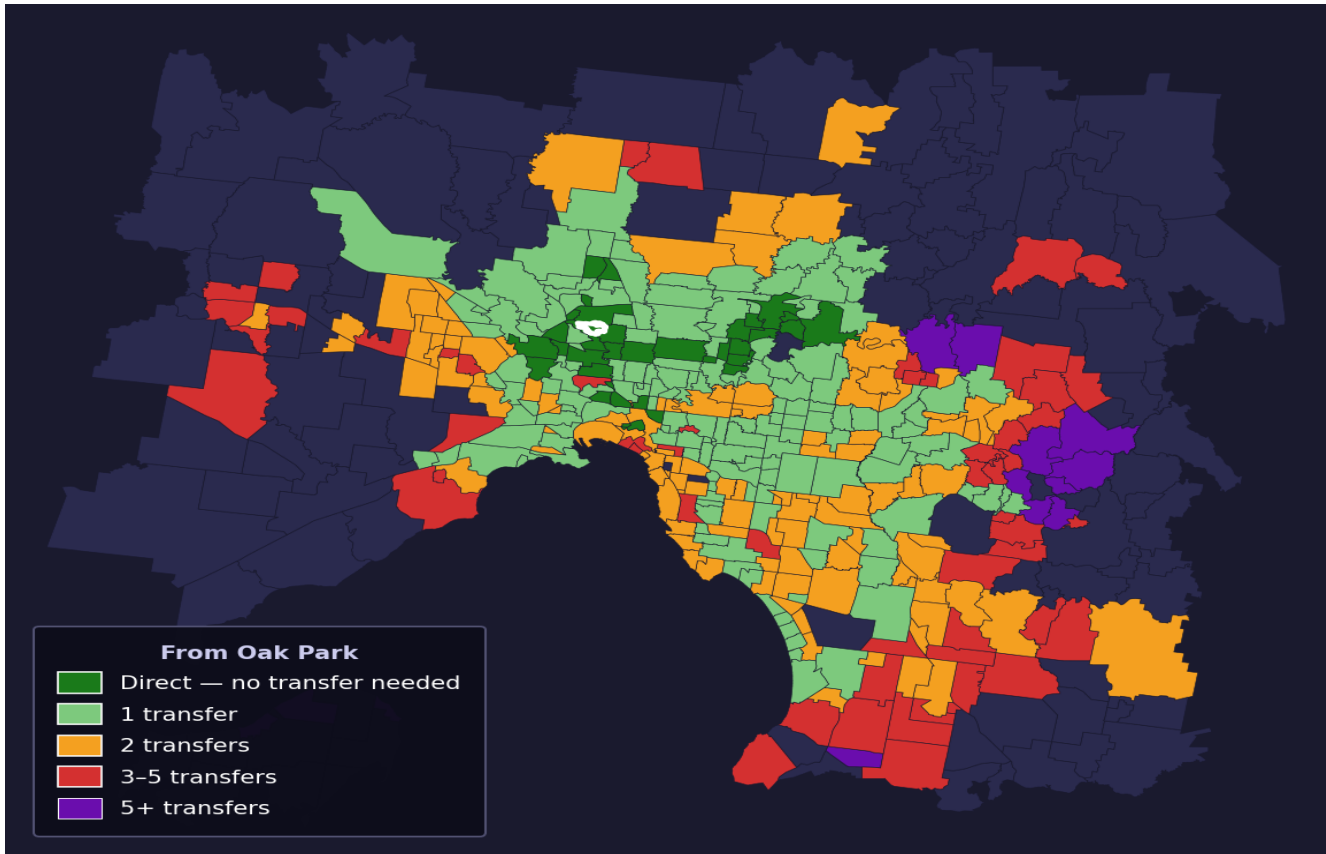 From Oak Park
Direct — no transfer needed
1 transfer
2 transfers
3–5 transfers
5+ transfers